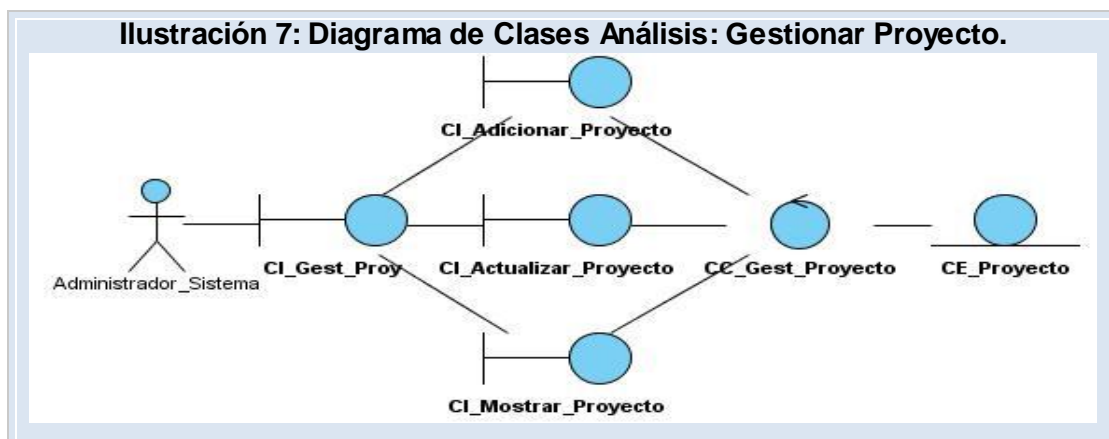 Ilustración 7: Diagrama de Clases Análisis: Gestionar Proyecto.
CI_Adicionar_Proyecto
Administrador_Sistema
CI_Gest_Proy
CI_Actualizar_Proyecto
CC_Gest_Proyecto
CE_Proyecto
CI_Mostrar_Proyecto